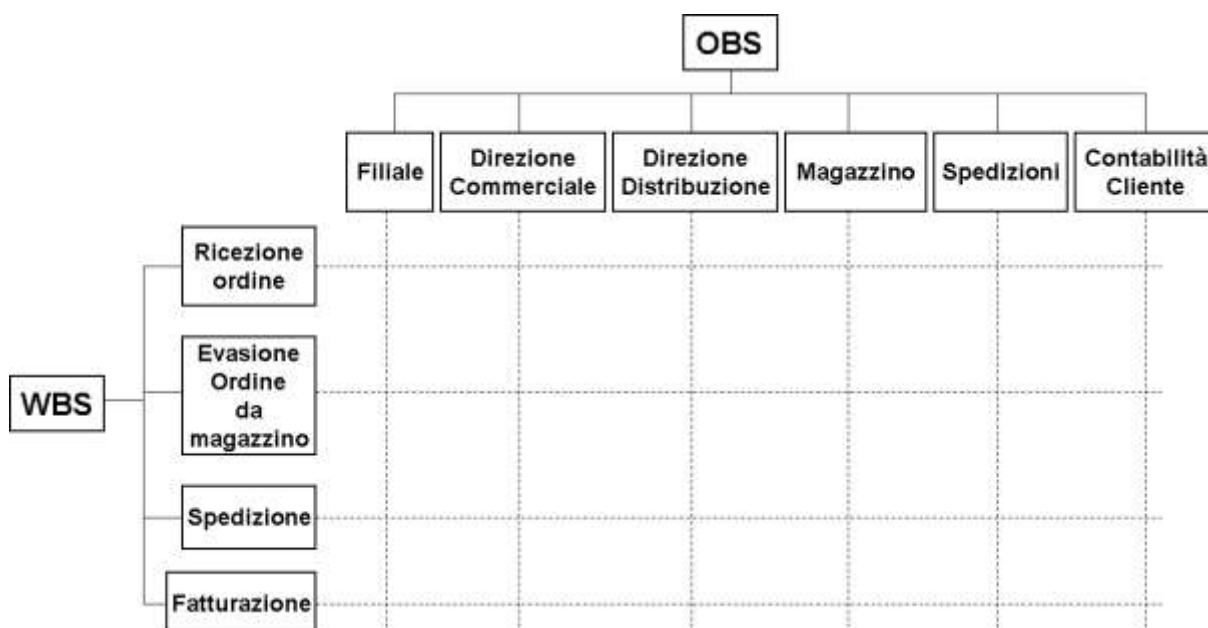 OBS
Filiale
Direzione
Commerciale
Direzione
Distribuzione
Magazzino
Spedizioni
Contabilità
Cliente
Ricezione
ordine
Evasione
Ordine
da
magazzino
WBS
Spedizione
Fatturazione